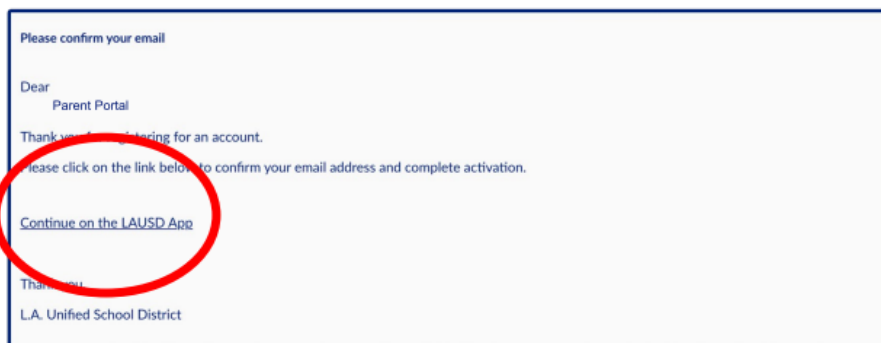 Please confirm your email
Dear
Parent Portal
Thank you for registering for an account.
Please click on the link below to confirm your email address and complete activation.
Continue on the LAUSD App
Thank you
L.A. Unified School District